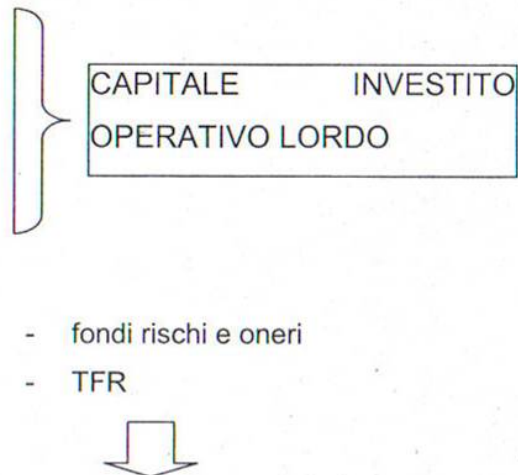 CAPITALE INVESTITO
OPERATIVO LORDO
- fondi rischi e oneri
- TFR